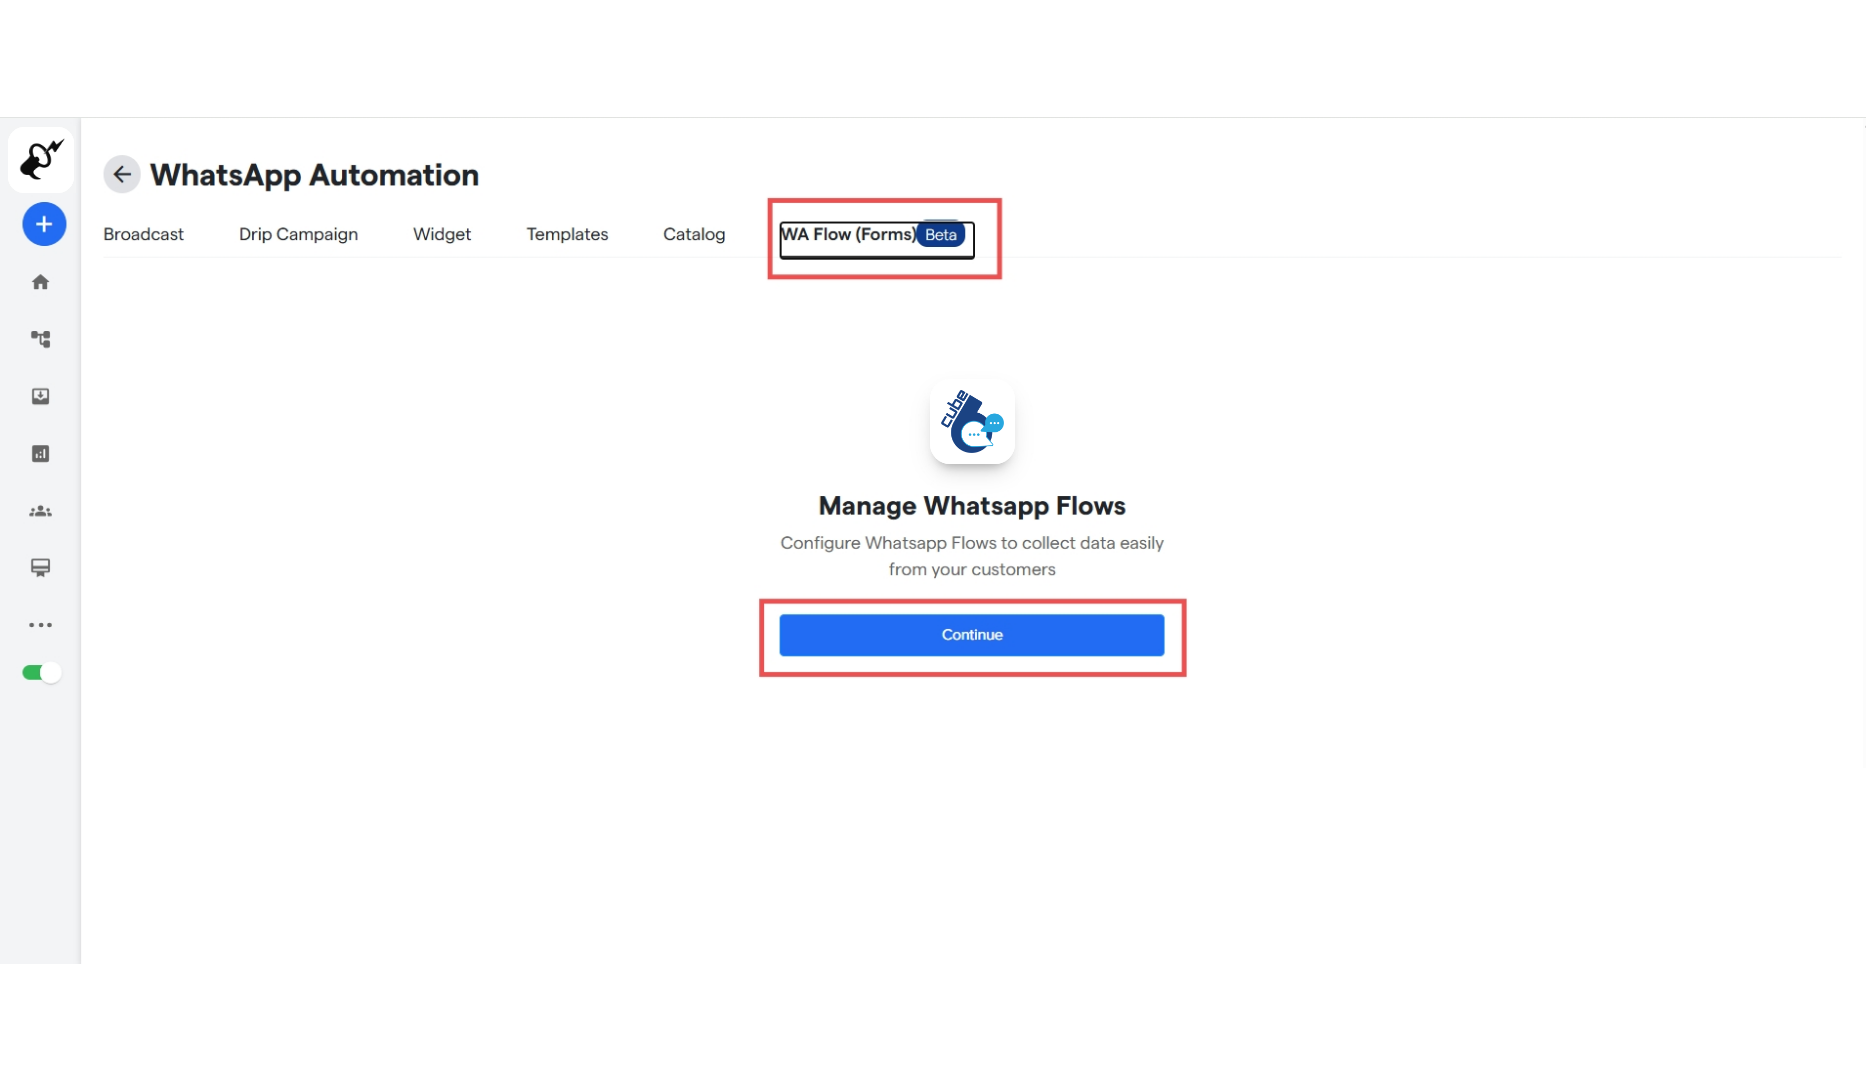 WhatsApp Automation
Broadcast Drip Campaign Widget Templates Catalog WA Flow (Forms) Beta
cube
Manage Whatsapp Flows
Configure Whatsapp Flows to collect data easily
from your customers
Continue